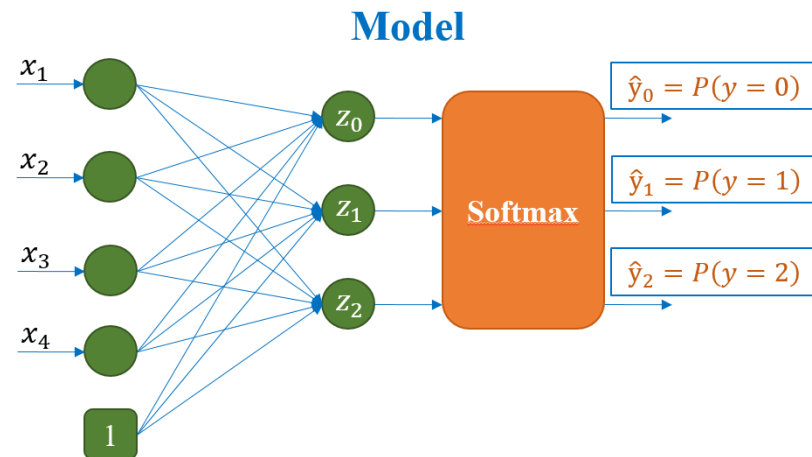 Model
x₁
x₂
x₃
x₄
1
z₀
z₁
z₂
Softmax
ŷ₀ = P(y = 0)
ŷ₁ = P(y = 1)
ŷ₂ = P(y = 2)